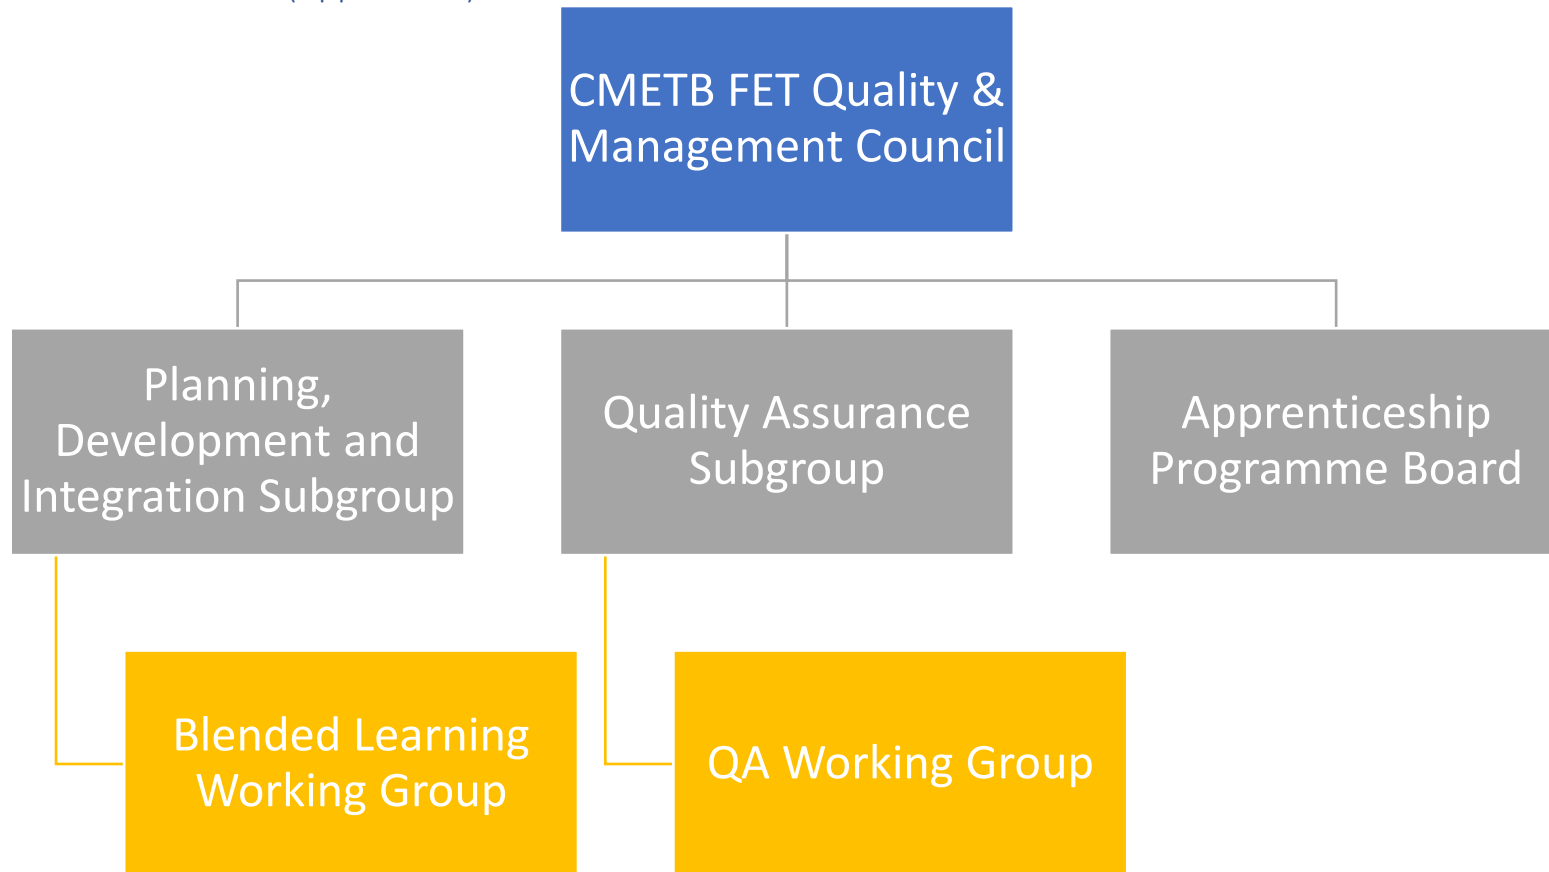 CMETB FET Quality &
Management Council
Planning,
Development and
Integration Subgroup
Quality Assurance
Subgroup
Apprenticeship
Programme Board
Blended Learning
Working Group
QA Working Group